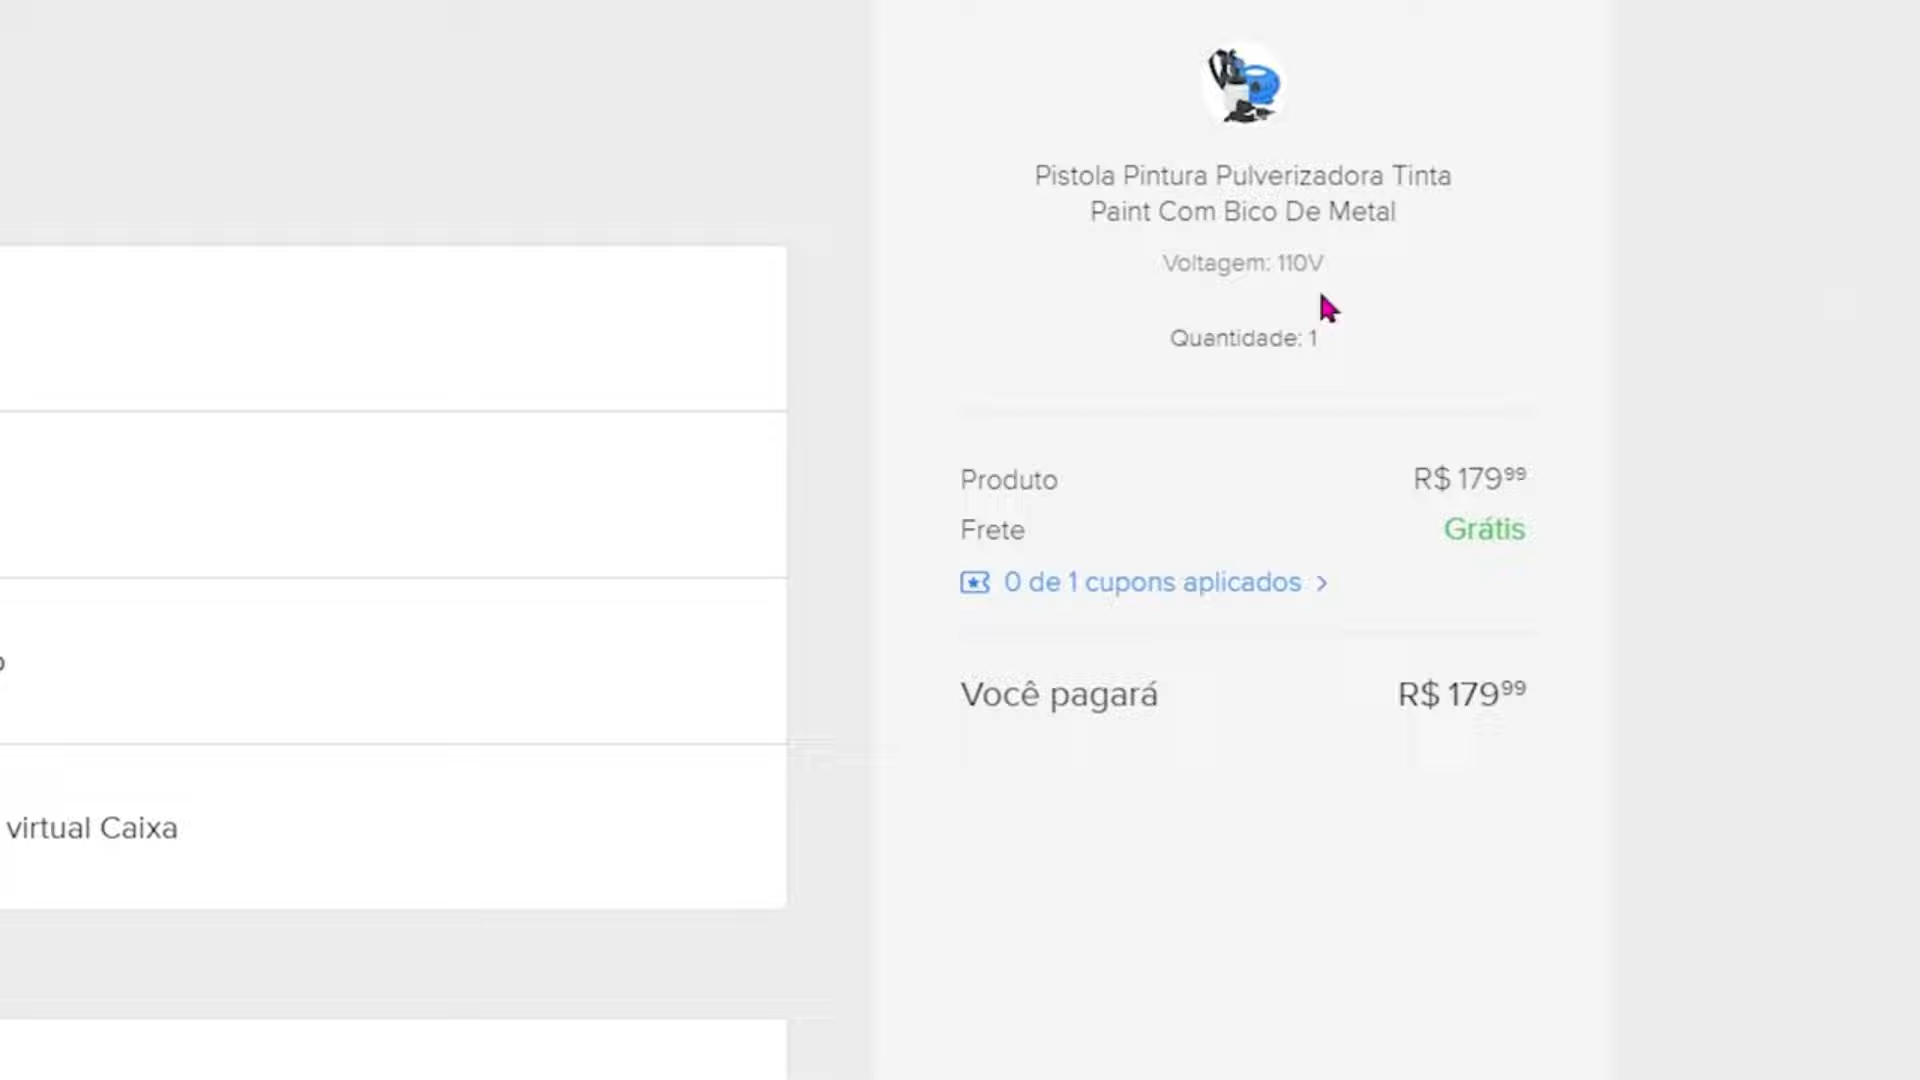 Pistola Pintura Pulverizadora Tinta
Paint Com Bico De Metal
Voltagem: 110V
Quantidade: 1
Produto R$ 179⁹⁹
Frete Grátis
0 de 1 cupons aplicados >
Você pagará R$ 179⁹⁹
virtual Caixa